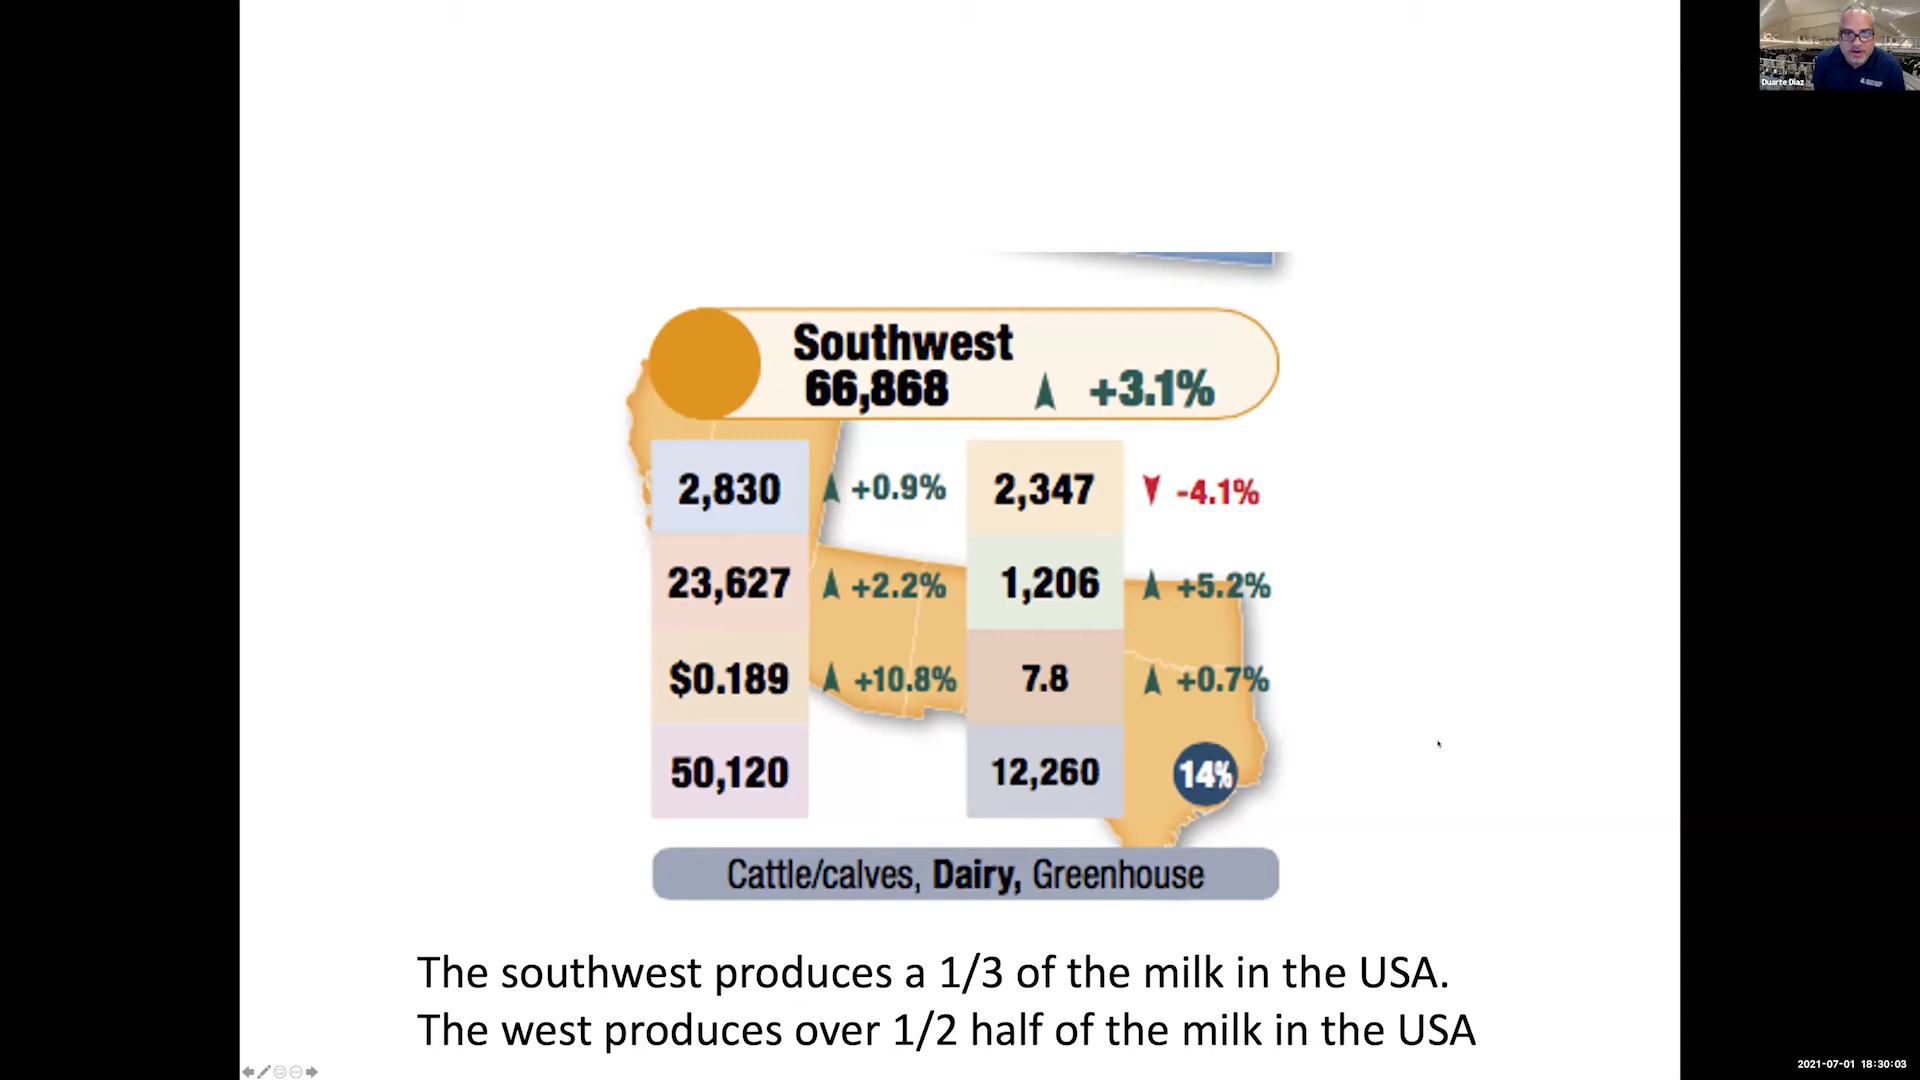 Duarte Diaz
Southwest
66,868 +3.1%
2,830 +0.9% 2,347 -4.1%
23,627 +2.2% 1,206 +5.2%
$0.189 +10.8% 7.8 +0.7%
50,120 12,260 14%
Cattle/calves, Dairy, Greenhouse
The southwest produces a 1/3 of the milk in the USA.
The west produces over 1/2 half of the milk in the USA
2021-07-01 18:30:03